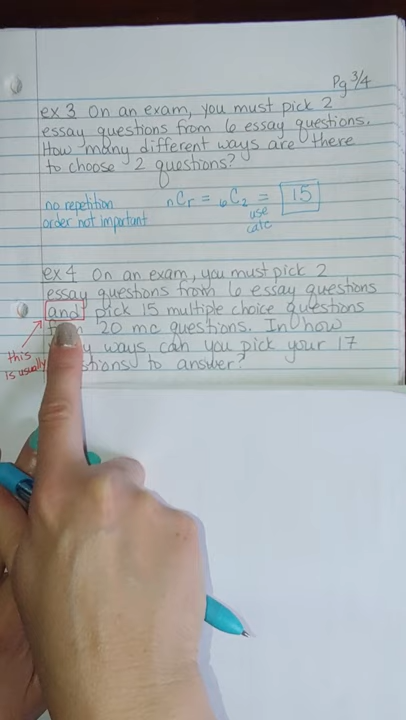 Pg 3/4
ex 3 On an exam, you must pick 2
essay questions from 6 essay questions.
How many different ways are there
to choose 2 questions?
no repetition
order not important
nCr = 6C2 = 15
use
calc
ex 4 On an exam, you must pick 2
essay questions from 6 essay questions
and pick 15 multiple choice questions
20 mc questions. In how
ways can you pick your 17
to answer?
this
is usually